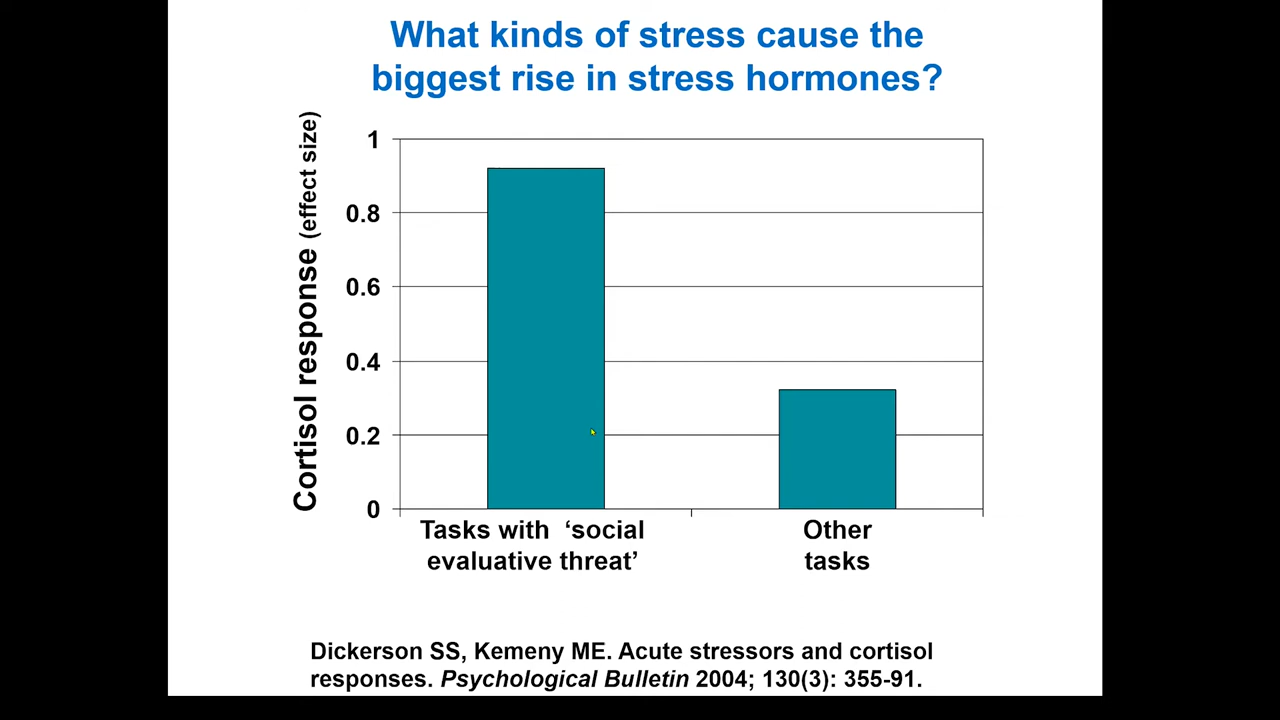 What kinds of stress cause the
biggest rise in stress hormones?
Cortisol response (effect size)
1
0.8
0.6
0.4
0.2
0
Tasks with ‘social
evaluative threat’
Other
tasks
Dickerson SS, Kemeny ME. Acute stressors and cortisol
responses. Psychological Bulletin 2004; 130(3): 355-91.